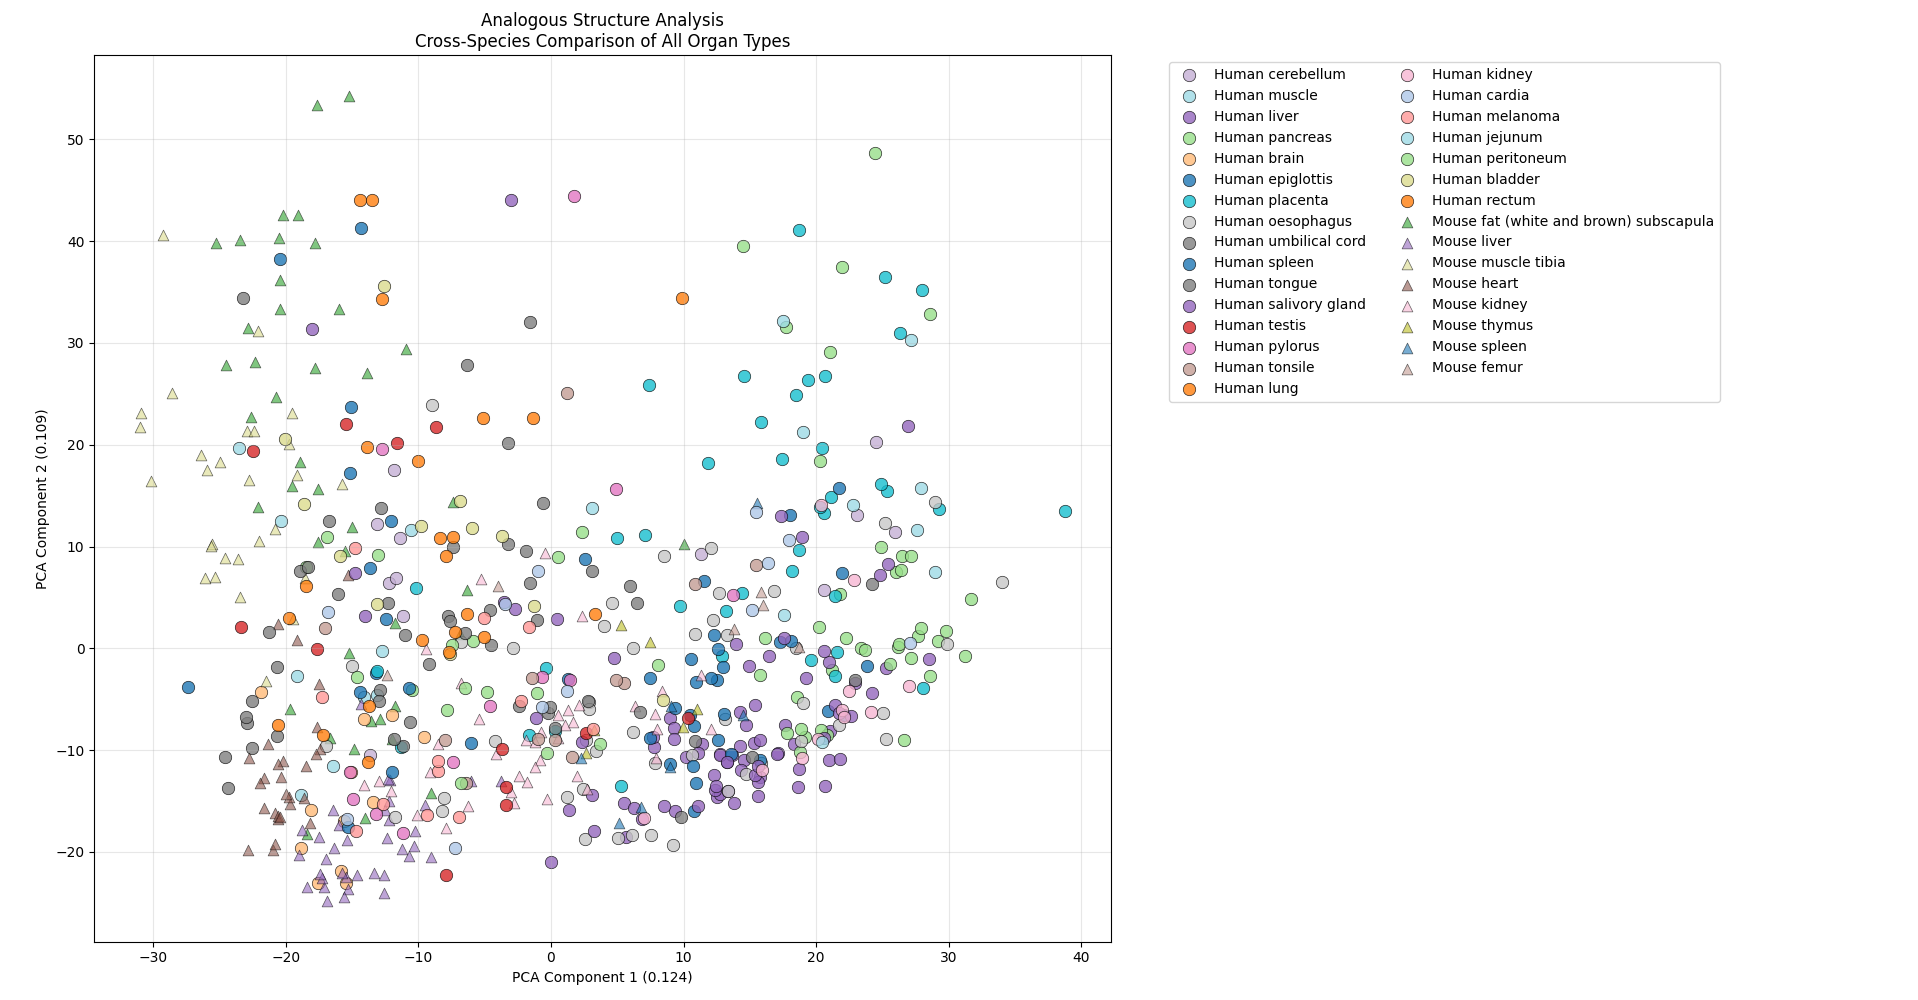 Analogous Structure Analysis
Cross-Species Comparison of All Organ Types
PCA Component 2 (0.109)
50
40
30
20
10
0
−10
−20
−30
−20
−10
0
10
20
30
40
PCA Component 1 (0.124)
Human cerebellum
Human muscle
Human liver
Human pancreas
Human brain
Human epiglottis
Human placenta
Human oesophagus
Human umbilical cord
Human spleen
Human tongue
Human salivory gland
Human testis
Human pylorus
Human tonsile
Human lung
Human kidney
Human cardia
Human melanoma
Human jejunum
Human peritoneum
Human bladder
Human rectum
Mouse fat (white and brown) subscapula
Mouse liver
Mouse muscle tibia
Mouse heart
Mouse kidney
Mouse thymus
Mouse spleen
Mouse femur